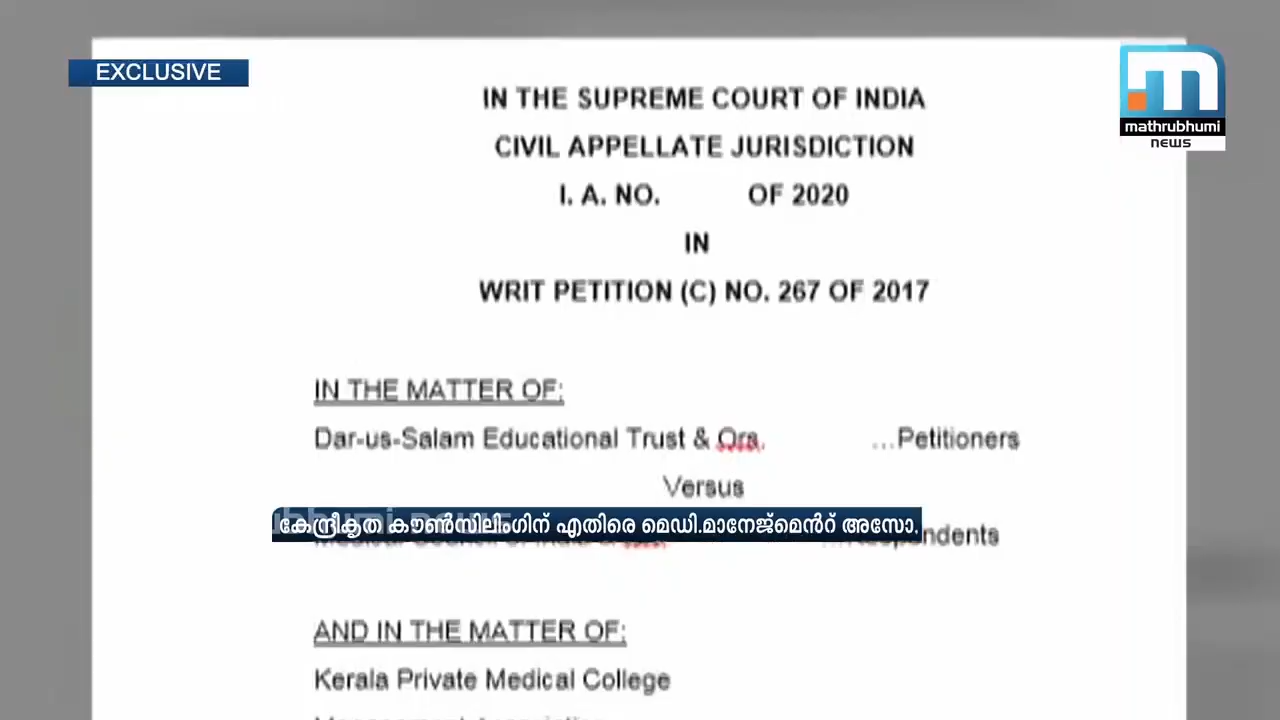 EXCLUSIVE
mathrubhumi
news
IN THE SUPREME COURT OF INDIA
CIVIL APPELLATE JURISDICTION
I. A. NO. OF 2020
IN
WRIT PETITION (C) NO. 267 OF 2017
IN THE MATTER OF:
Dar-us-Salam Educational Trust & Ors. ...Petitioners
Versus
കേന്ദ്രീകൃത കൗൺസിലിംഗിന് എതിരെ മെഡി.മാനേജ്മെൻറ് അസോ.
AND IN THE MATTER OF:
Kerala Private Medical College